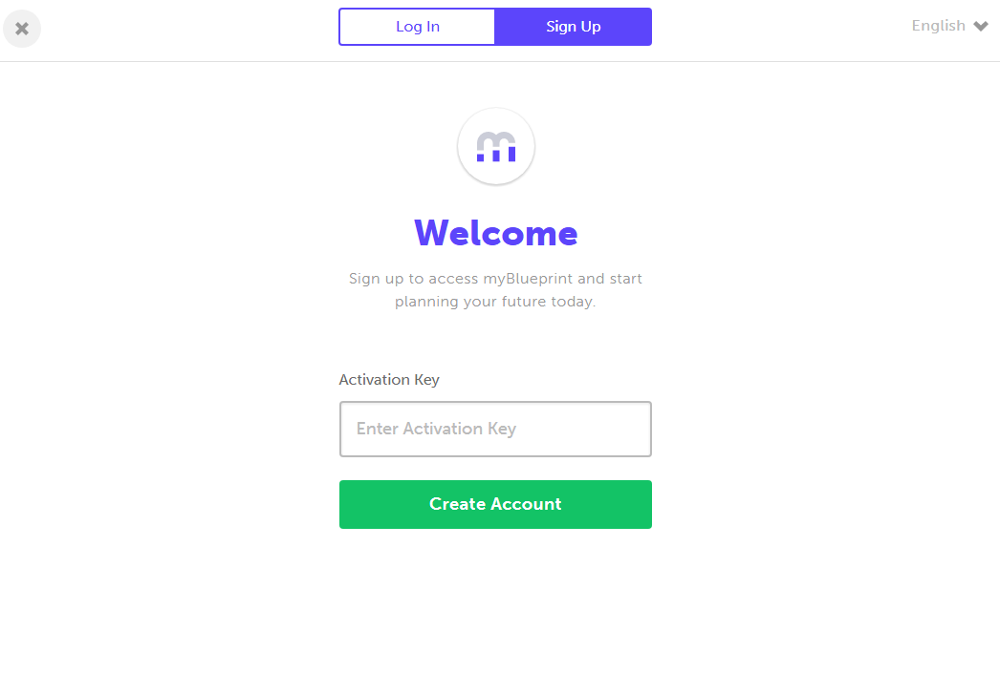 Log In
Sign Up
English
Welcome
Sign up to access myBlueprint and start
planning your future today.
Activation Key
Enter Activation Key
Create Account